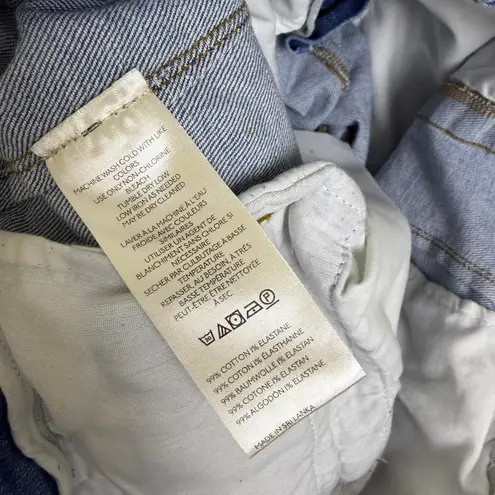 MACHINE WASH COLD WITH LIKE
COLORS
USE ONLY NON-CHLORINE
BLEACH
TUMBLE DRY LOW
LOW IRON AS NEEDED
MAY BE DRY CLEANED
LAVER À LA MACHINE À L'EAU
FROIDE AVEC COULEURS
SIMILAIRES
UTILISER UN AGENT DE
BLANCHIMENT SANS CHLORE SI
NÉCESSAIRE
SECHER PAR CULBUTAGE À BASSE
TEMPÉRATURE
REPASSER, AU BESOIN, À TRÈS
BASSE TEMPÉRATURE
PEUT-ÊTRE ÊTRE NETTOYÉE
À SEC
30
P
99% COTTON 1% ELASTANE
99% COTON 1% ÉLASTHANNE
99% BAUMWOLLE 1% ELASTAN
99% COTONE 1% ELASTAN
99% ALGODÓN 1% ELASTANO
MADE IN SRI LANKA